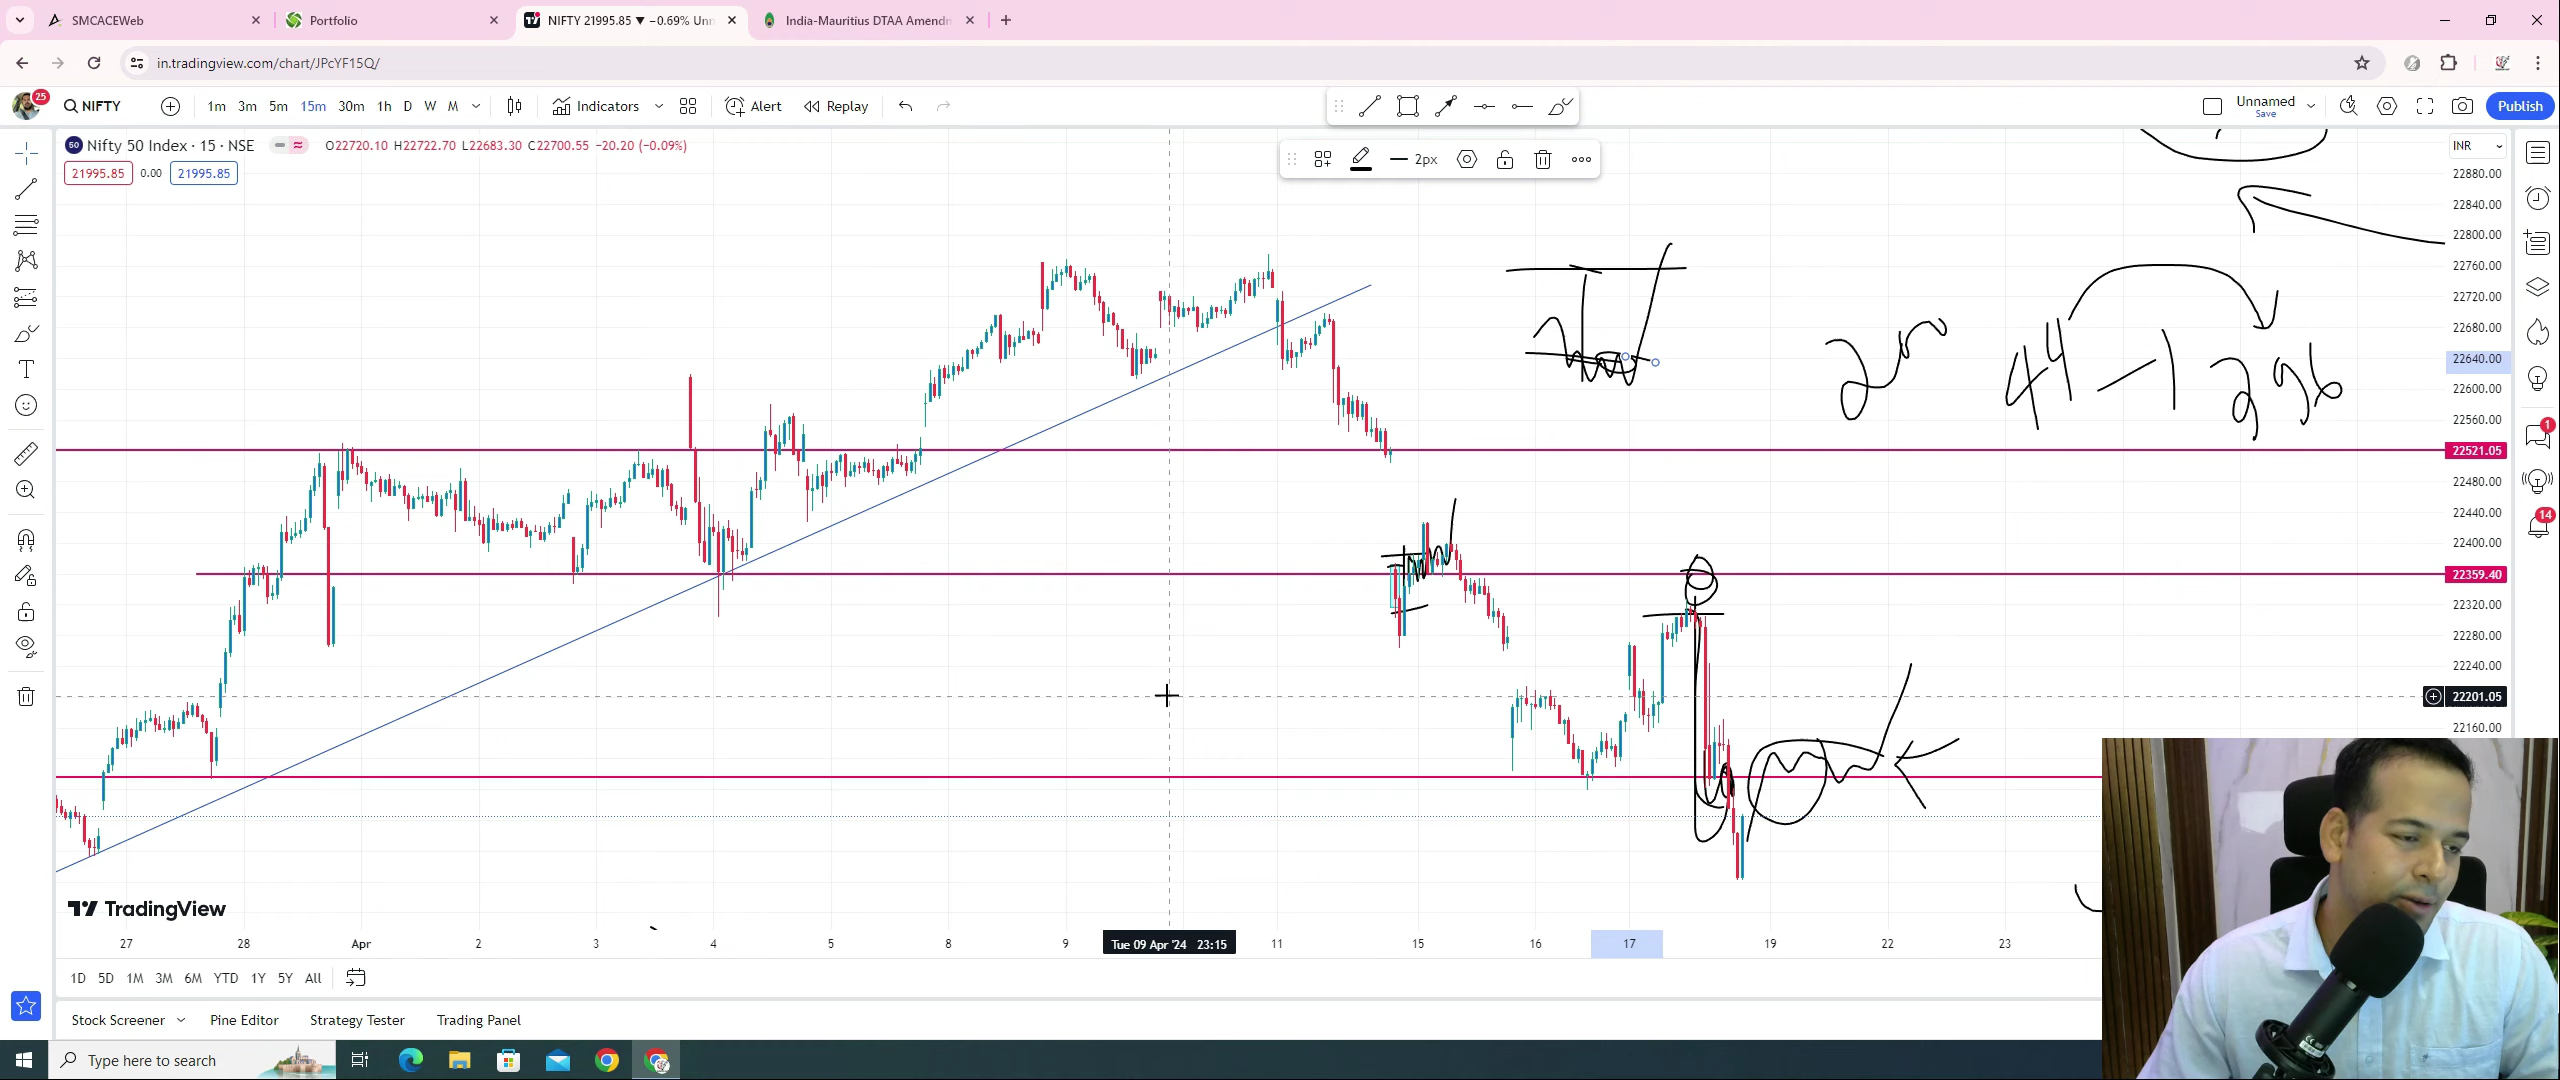 SMCACEWeb
Portfolio
NIFTY 21995.85 ▼ −0.69% Unn
India-Mauritius DTAA Amendm
in.tradingview.com/chart/JPcYF15Q/
25
NIFTY
1m 3m 5m 15m 30m 1h D W M
Indicators
Alert
Replay
Unnamed
Save
Publish
50 Nifty 50 Index · 15 · NSE
O22720.10 H22722.70 L22683.30 C22700.55 −20.20 (−0.09%)
2px
INR
21995.85 0.00 21995.85
22880.00
22840.00
22800.00
22760.00
22720.00
22680.00
22640.00
22600.00
22560.00
22521.05
22480.00
22440.00
22400.00
22359.40
22320.00
22280.00
22240.00
22201.05
22160.00
1
14
TradingView
27 28 Apr 2 3 4 5 8 9 Tue 09 Apr '24 23:15 11 15 16 17 19 22 23
1D 5D 1M 3M 6M YTD 1Y 5Y All
Stock Screener
Pine Editor
Strategy Tester
Trading Panel
Type here to search